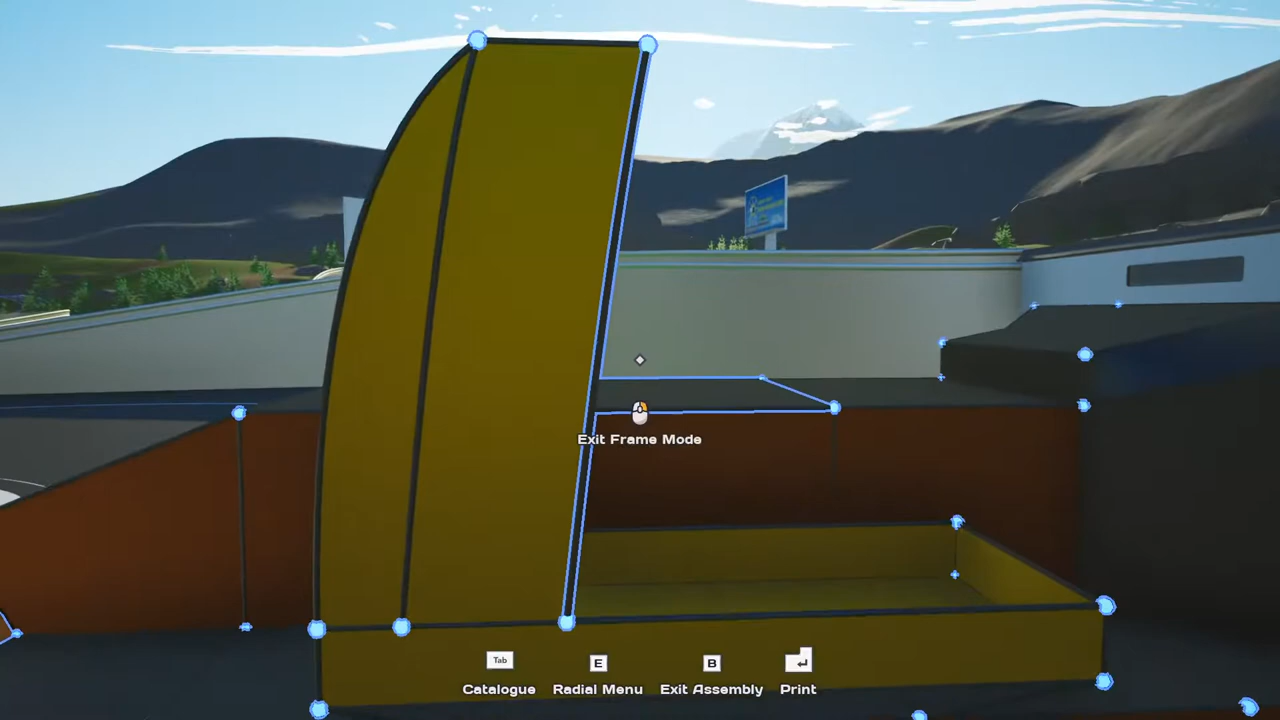 Exit Frame Mode
Tab
E
B
Catalogue
Radial Menu
Exit Assembly
Print